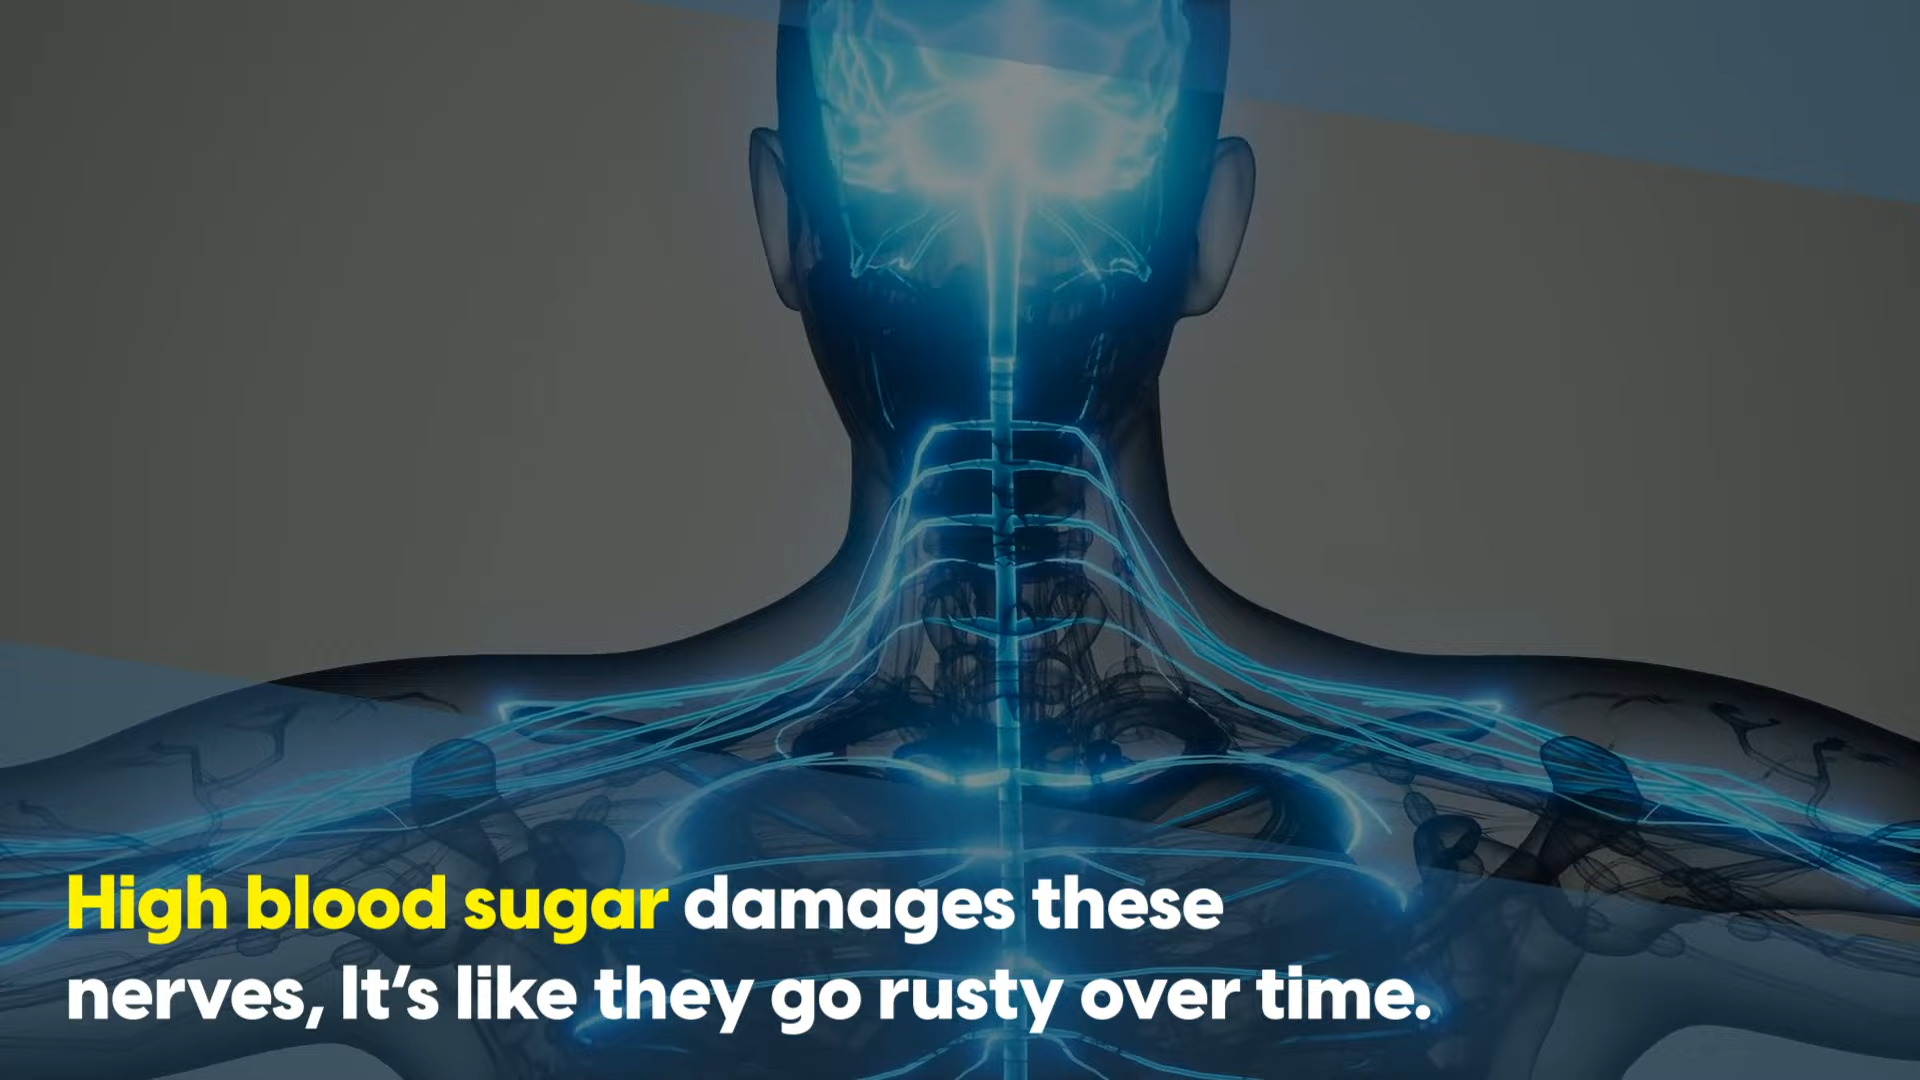 High blood sugar damages these
nerves, It's like they go rusty over time.